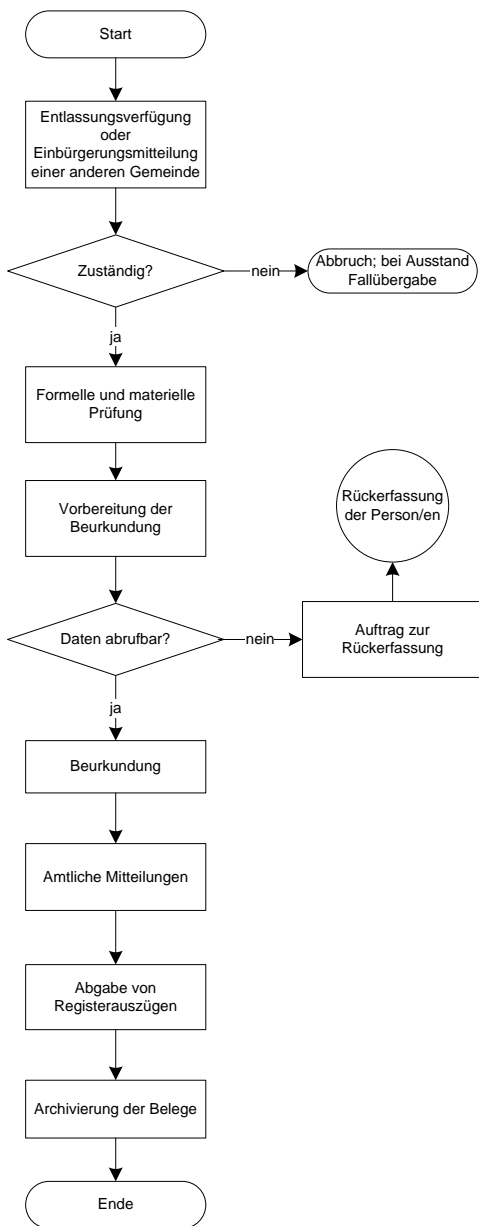 Start
Entlassungsverfügung
oder
Einbürgerungsmitteilung
einer anderen Gemeinde
Zuständig?
nein
Abbruch; bei Ausstand
Fallübergabe
ja
Formelle und materielle
Prüfung
Vorbereitung der
Beurkundung
Rückerfassung
der Person/en
Daten abrufbar?
nein
Auftrag zur
Rückerfassung
ja
Beurkundung
Amtliche Mitteilungen
Abgabe von
Registerauszügen
Archivierung der Belege
Ende